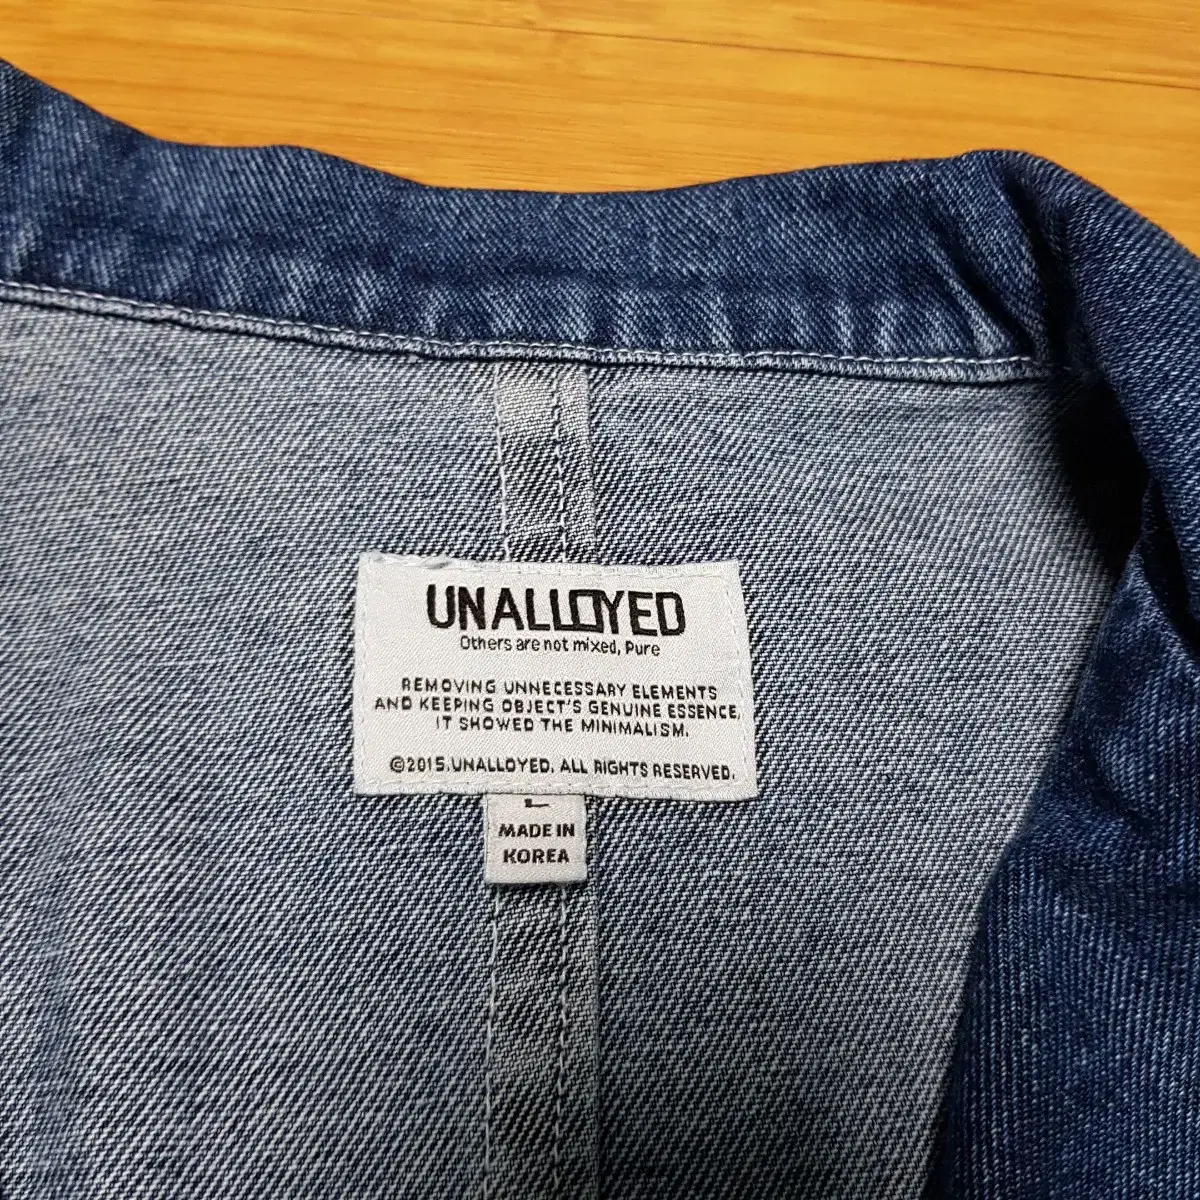 UNALLOYED
Others are not mixed, Pure
REMOVING UNNECESSARY ELEMENTS
AND KEEPING OBJECT'S GENUINE ESSENCE,
IT SHOWED THE MINIMALISM.
©2015.UNALLOYED. ALL RIGHTS RESERVED.
L
MADE IN
KOREA